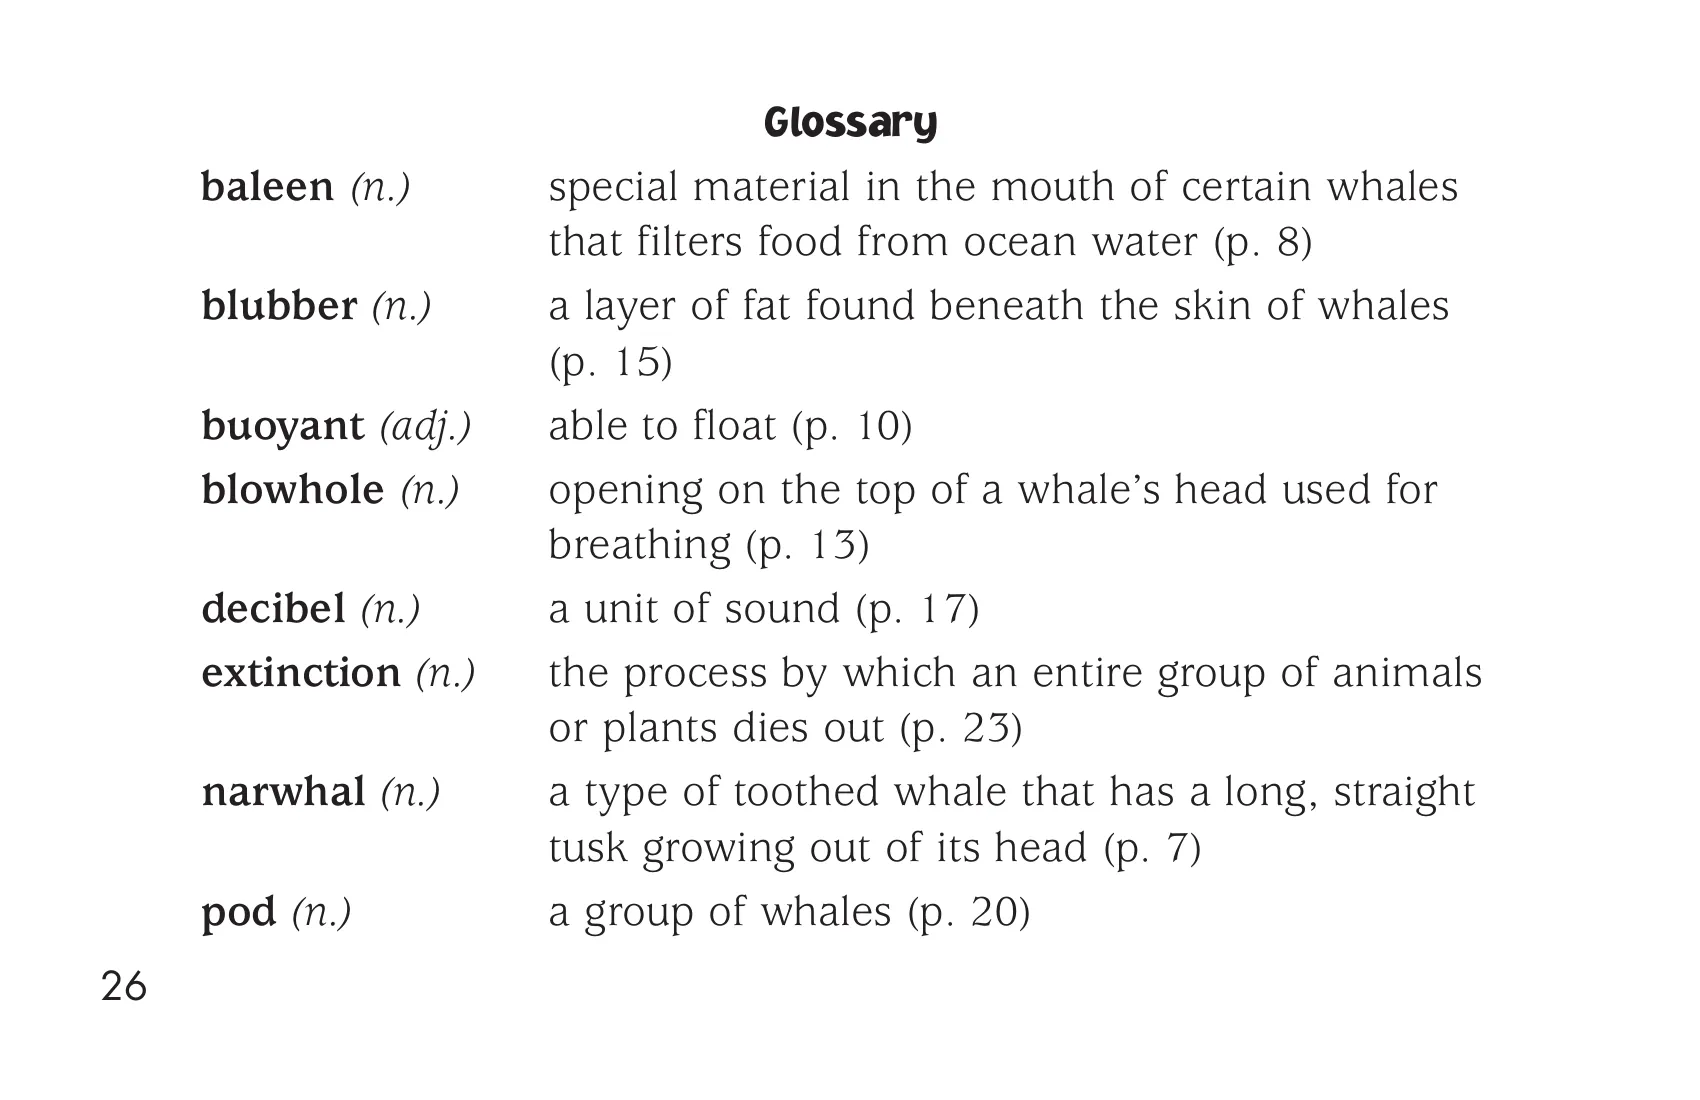 Glossary
baleen (n.) special material in the mouth of certain whales
that filters food from ocean water (p. 8)
blubber (n.) a layer of fat found beneath the skin of whales
(p. 15)
buoyant (adj.) able to float (p. 10)
blowhole (n.) opening on the top of a whale’s head used for
breathing (p. 13)
decibel (n.) a unit of sound (p. 17)
extinction (n.) the process by which an entire group of animals
or plants dies out (p. 23)
narwhal (n.) a type of toothed whale that has a long, straight
tusk growing out of its head (p. 7)
pod (n.) a group of whales (p. 20)
26